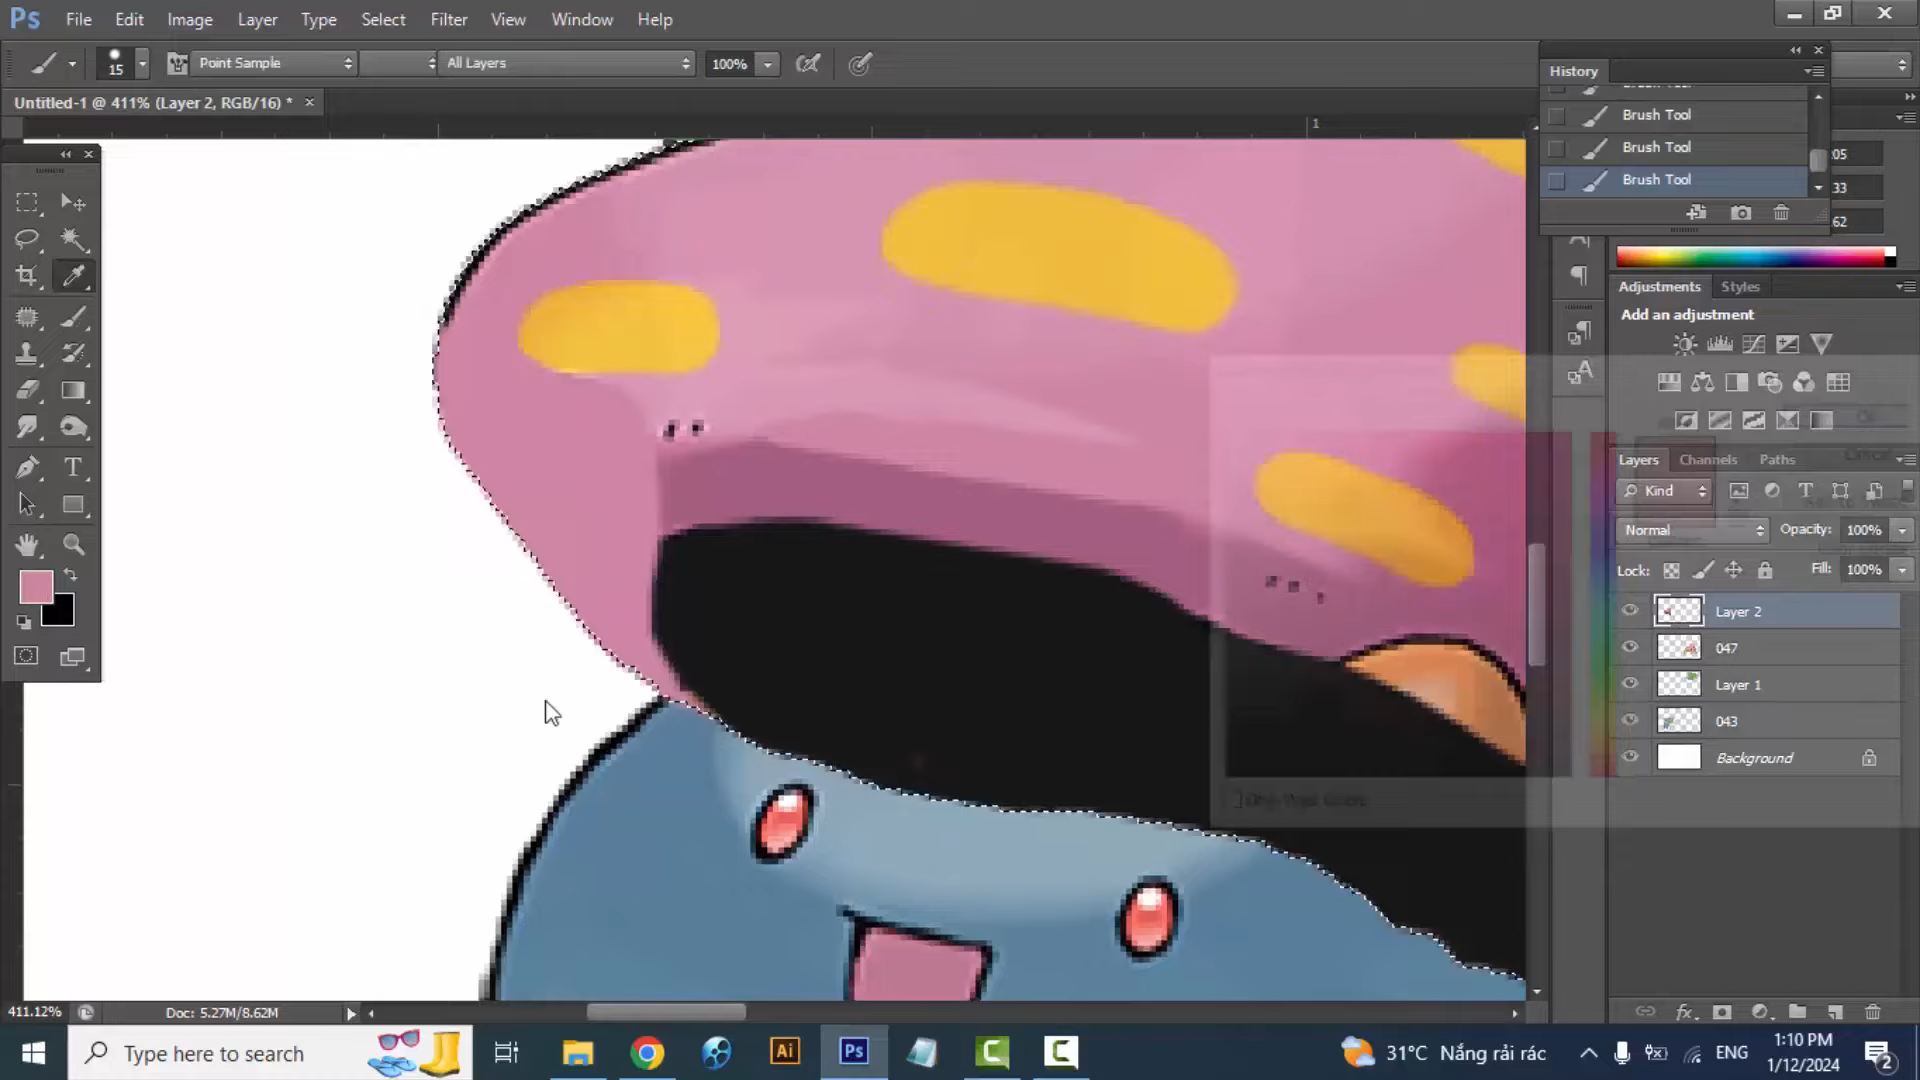 Ps File Edit Image Layer Type Select Filter View Window Help
15 Point Sample All Layers 100%
Untitled-1 @ 411% (Layer 2, RGB/16) *
History
Brush Tool
Brush Tool
Brush Tool
1
05
33
62
Adjustments Styles
Add an adjustment
Layers Channels Paths
Kind
Normal Opacity: 100%
Lock: Fill: 100%
Layer 2
047
Layer 1
043
Background
411.12% Doc: 5.27M/8.62M
Type here to search
Ai Ps
31°C Nắng rải rác ENG
1:10 PM
1/12/2024
2